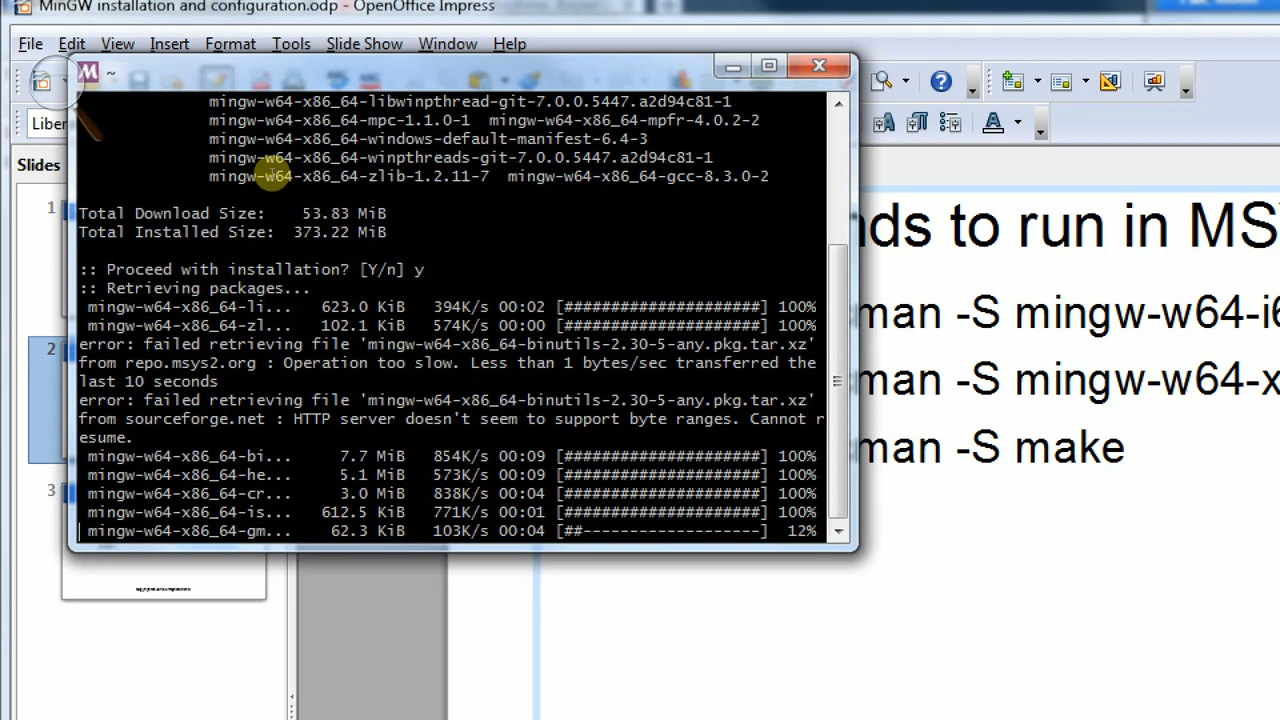 MinGW installation and configuration.odp - OpenOffice Impress
File Edit View Insert Format Tools Slide Show Window Help
~
Liber
Slides
1
2
3
mingw-w64-x86_64-libwinpthread-git-7.0.0.5447.a2d94c81-1
mingw-w64-x86_64-mpc-1.1.0-1 mingw-w64-x86_64-mpfr-4.0.2-2
mingw-w64-x86_64-windows-default-manifest-6.4-3
mingw-w64-x86_64-winpthreads-git-7.0.0.5447.a2d94c81-1
mingw-w64-x86_64-zlib-1.2.11-7 mingw-w64-x86_64-gcc-8.3.0-2
Total Download Size: 53.83 MiB
Total Installed Size: 373.22 MiB
:: Proceed with installation? [Y/n] y
:: Retrieving packages...
mingw-w64-x86_64-li... 623.0 KiB 394K/s 00:02 [#####################] 100%
mingw-w64-x86_64-zl... 102.1 KiB 574K/s 00:00 [#####################] 100%
error: failed retrieving file 'mingw-w64-x86_64-binutils-2.30-5-any.pkg.tar.xz'
from repo.msys2.org : Operation too slow. Less than 1 bytes/sec transferred the
last 10 seconds
error: failed retrieving file 'mingw-w64-x86_64-binutils-2.30-5-any.pkg.tar.xz'
from sourceforge.net : HTTP server doesn't seem to support byte ranges. Cannot r
esume.
mingw-w64-x86_64-bi... 7.7 MiB 854K/s 00:09 [#####################] 100%
mingw-w64-x86_64-he... 5.1 MiB 573K/s 00:09 [#####################] 100%
mingw-w64-x86_64-cr... 3.0 MiB 838K/s 00:04 [#####################] 100%
mingw-w64-x86_64-is... 612.5 KiB 771K/s 00:01 [#####################] 100%
mingw-w64-x86_64-gm... 62.3 KiB 103K/s 00:04 [##-------------------] 12%
nds to run in MSY
man -S mingw-w64-i6
man -S mingw-w64-x
man -S make